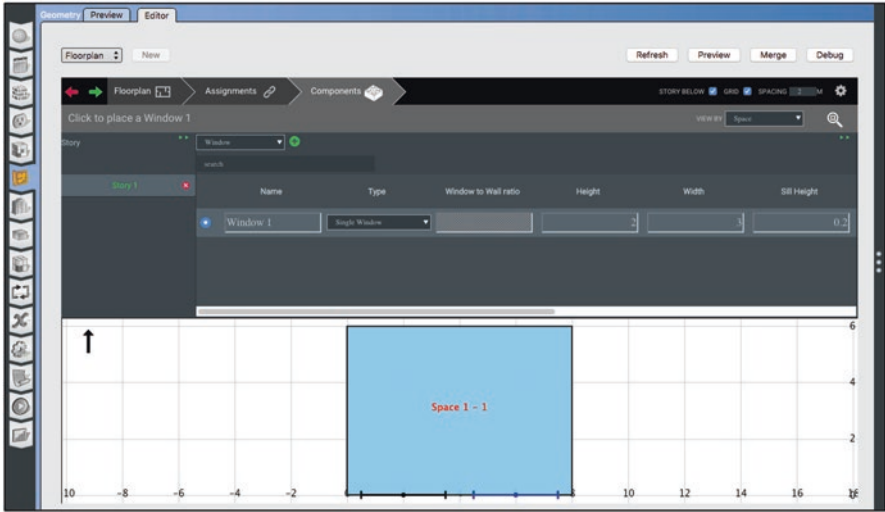 Geometry Preview Editor
Floorplan New Refresh Preview Merge Debug
Floorplan Assignments Components STORY BELOW GRID SPACING 2 M
Click to place a Window 1 VIEW BY Space
Story Window
search
Story 1 Name Type Window to Wall ratio Height Width Sill Height
Window 1 Single Window 2 3 0.2
6
4
Space 1 - 1
2
10 -8 -6 -4 -2 8 10 12 14 16